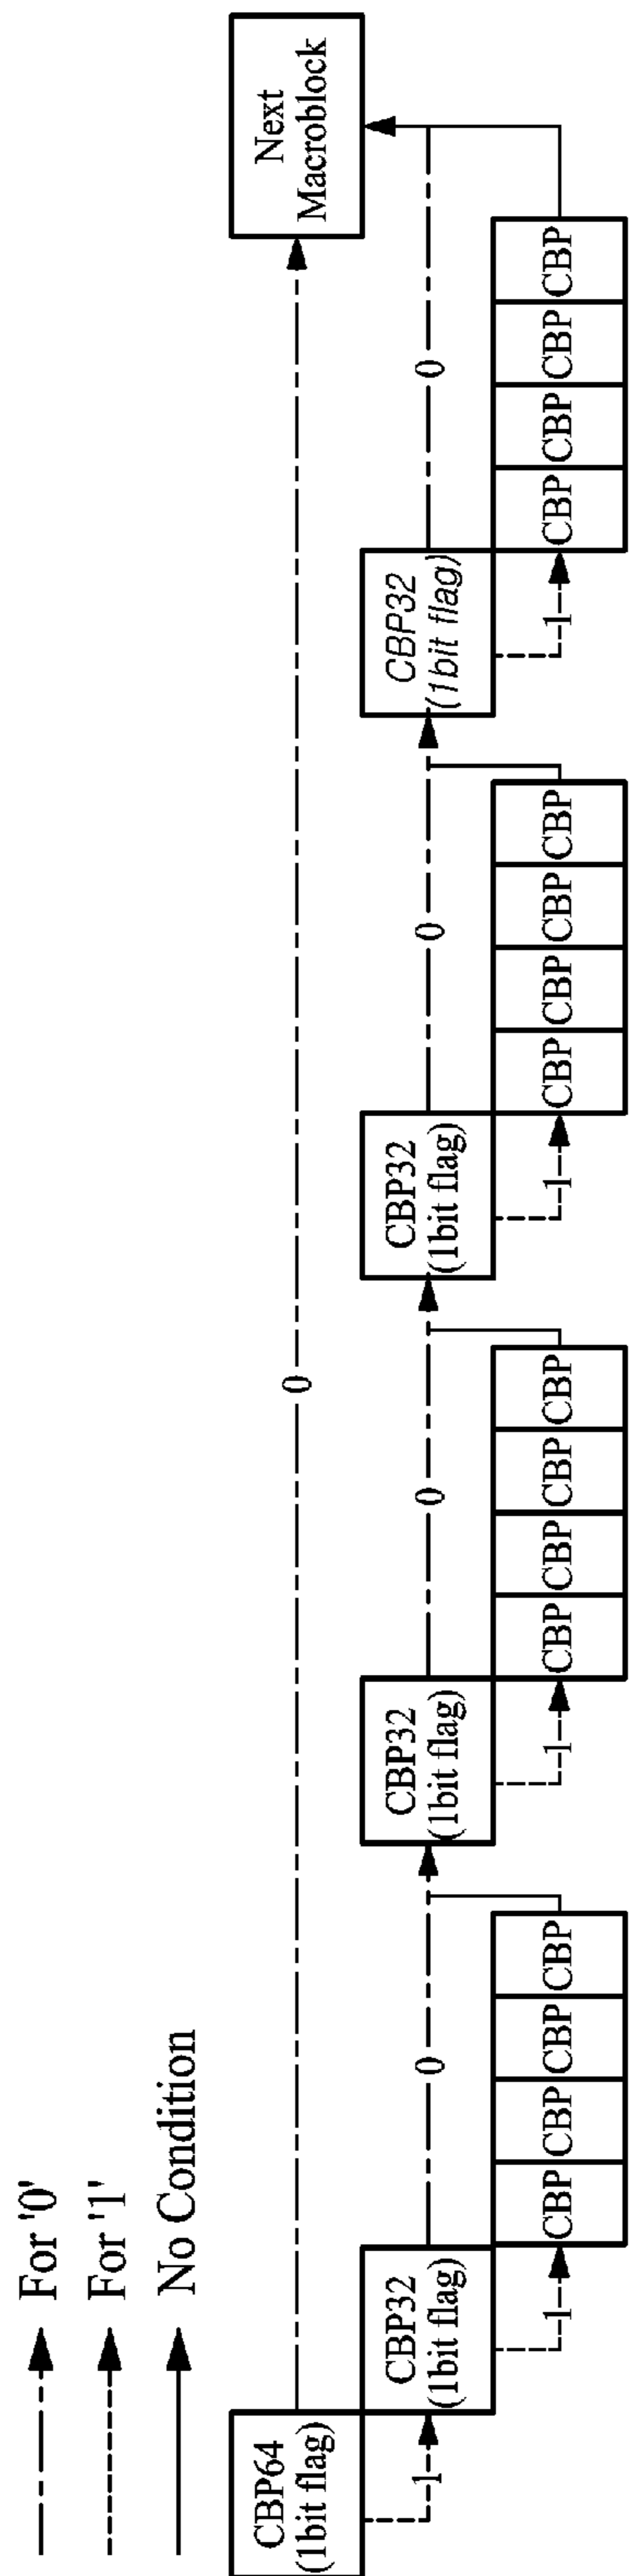 For '0'
For '1'
No Condition
CBP64
(1bit flag)
0
Next
Macroblock
1
CBP32
(1bit flag)
0
CBP32
(1bit flag)
0
CBP32
(1bit flag)
0
CBP32
(1bit flag)
0
1
CBP CBP CBP CBP
1
CBP CBP CBP CBP
1
CBP CBP CBP CBP
1
CBP CBP CBP CBP